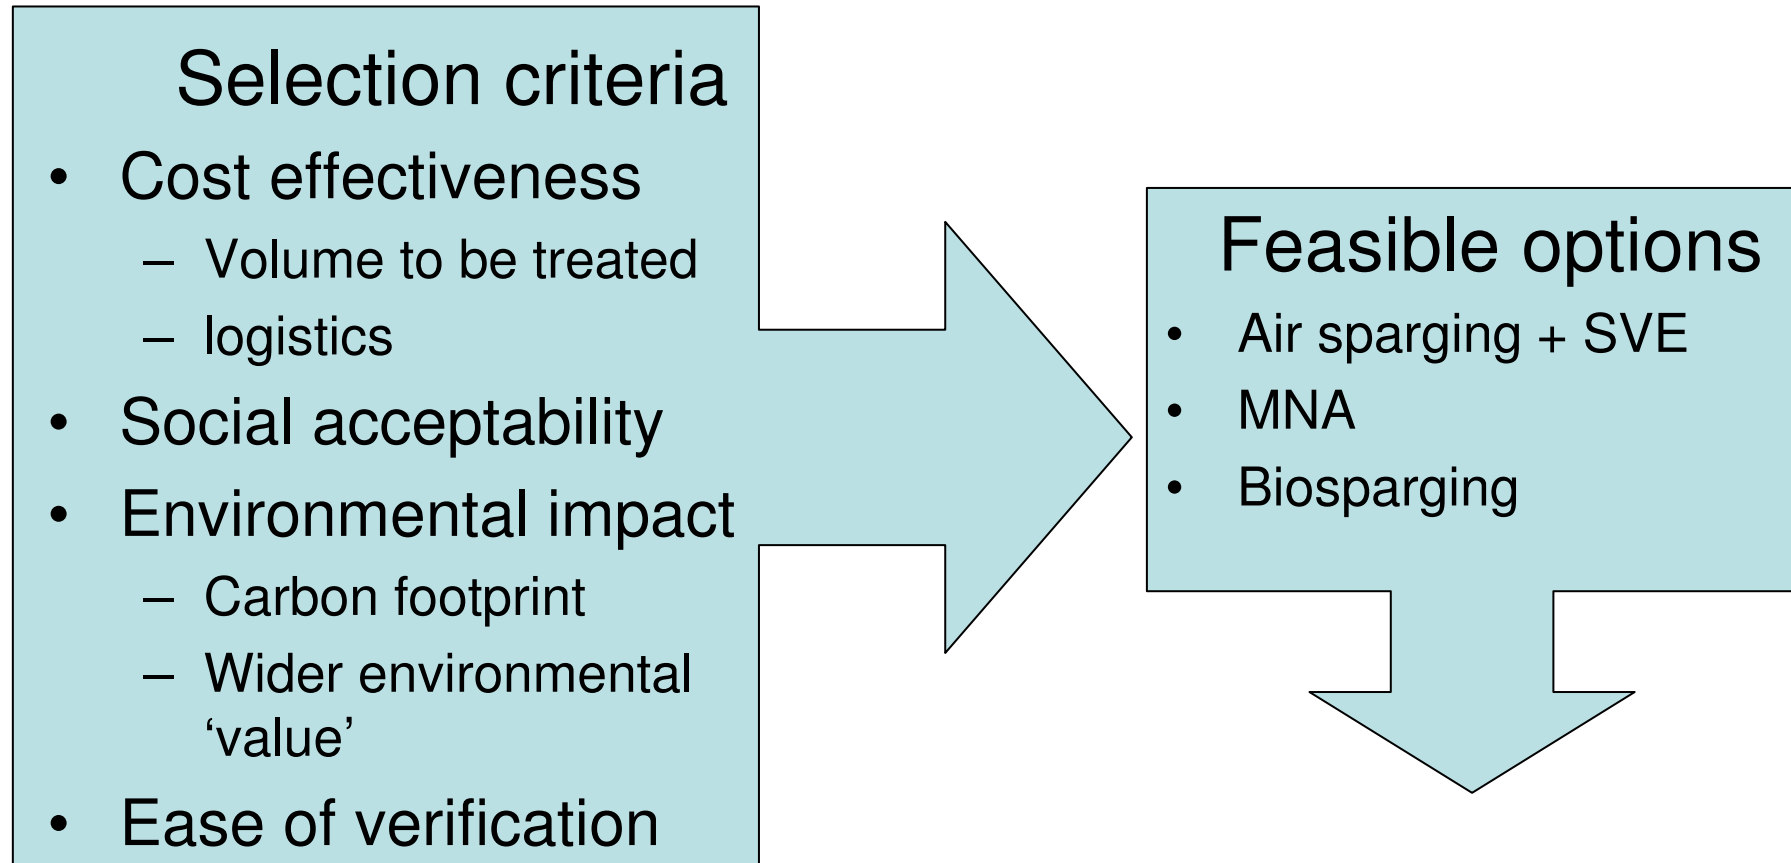 Selection criteria
• Cost effectiveness
– Volume to be treated
– logistics
• Social acceptability
• Environmental impact
– Carbon footprint
– Wider environmental
‘value’
• Ease of verification
Feasible options
• Air sparging + SVE
• MNA
• Biosparging